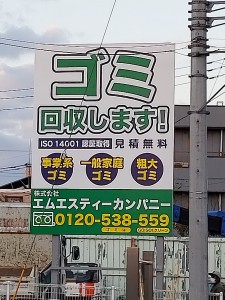 ゴミ
回収します!
ISO 14001 認証取得 見積無料
事業系 一般家庭 粗大
ゴミ ゴミ ゴミ
株式会社
エムエスティーカンパニー
0120-538-559